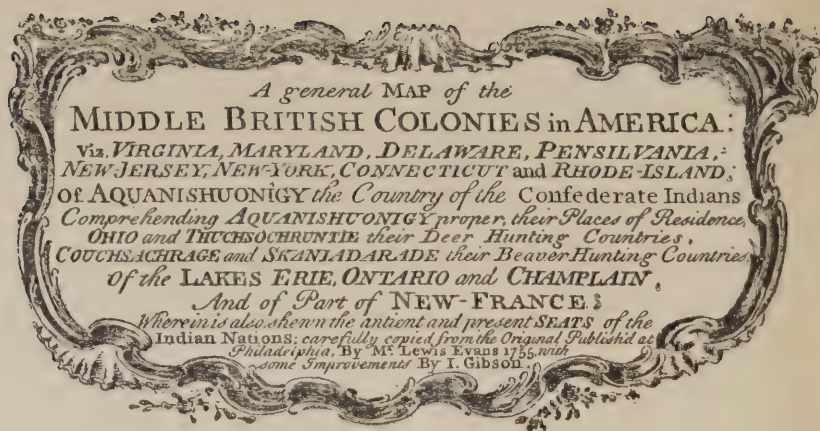 A general MAP of the
MIDDLE BRITISH COLONIES in AMERICA:
Viz. VIRGINIA, MARYLAND, DELAWARE, PENSILVANIA,
NEW-JERSEY, NEW-YORK, CONNECTICUT and RHODE-ISLAND;
of AQUANISHUONIGY the Country of the Confederate Indians
Comprehending AQUANISHUONIGY proper, their Places of Residence,
OHIO and THUCHSOCHRUNTIE their Deer Hunting Countries,
COUCHSACHRAGE and SKANIADARADE their Beaver Hunting Countries,
Of the LAKES ERIE, ONTARIO and CHAMPLAIN,
And of Part of NEW-FRANCE:
Wherein is also shewn the antient and present SEATS of the
Indian Nations: carefully copied from the Original Publish'd at
Philadelphia, By Mr. Lewis Evans 1755, with
some Improvements By I. Gibson.